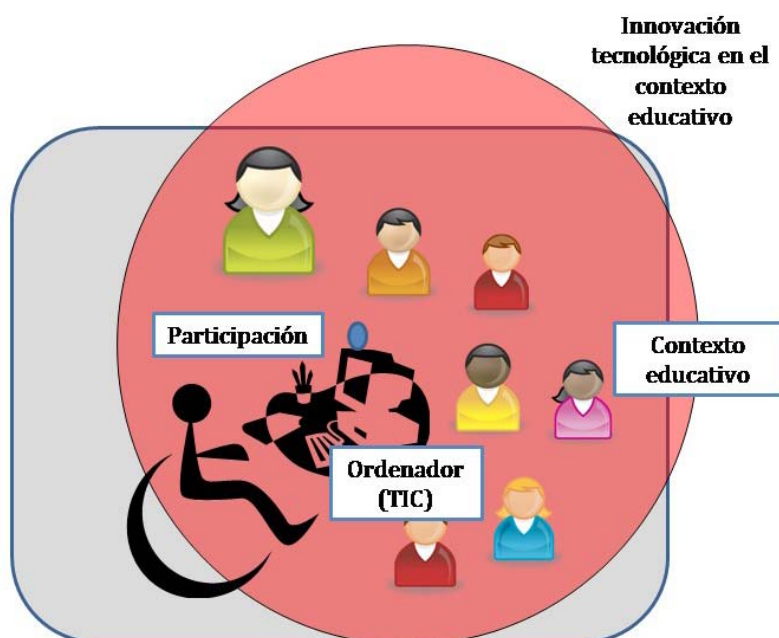 Innovación
tecnológica en el
contexto
educativo
Participación
Contexto
educativo
Ordenador
(TIC)